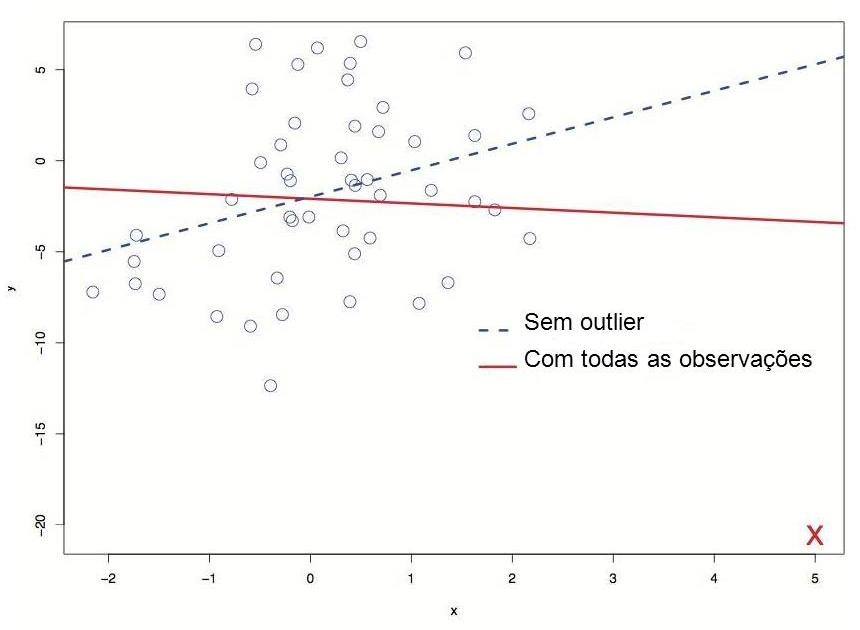 5
0
−5
−10
−15
−20
y
Sem outlier
Com todas as observações
X
−2 −1 0 1 2 3 4 5
x